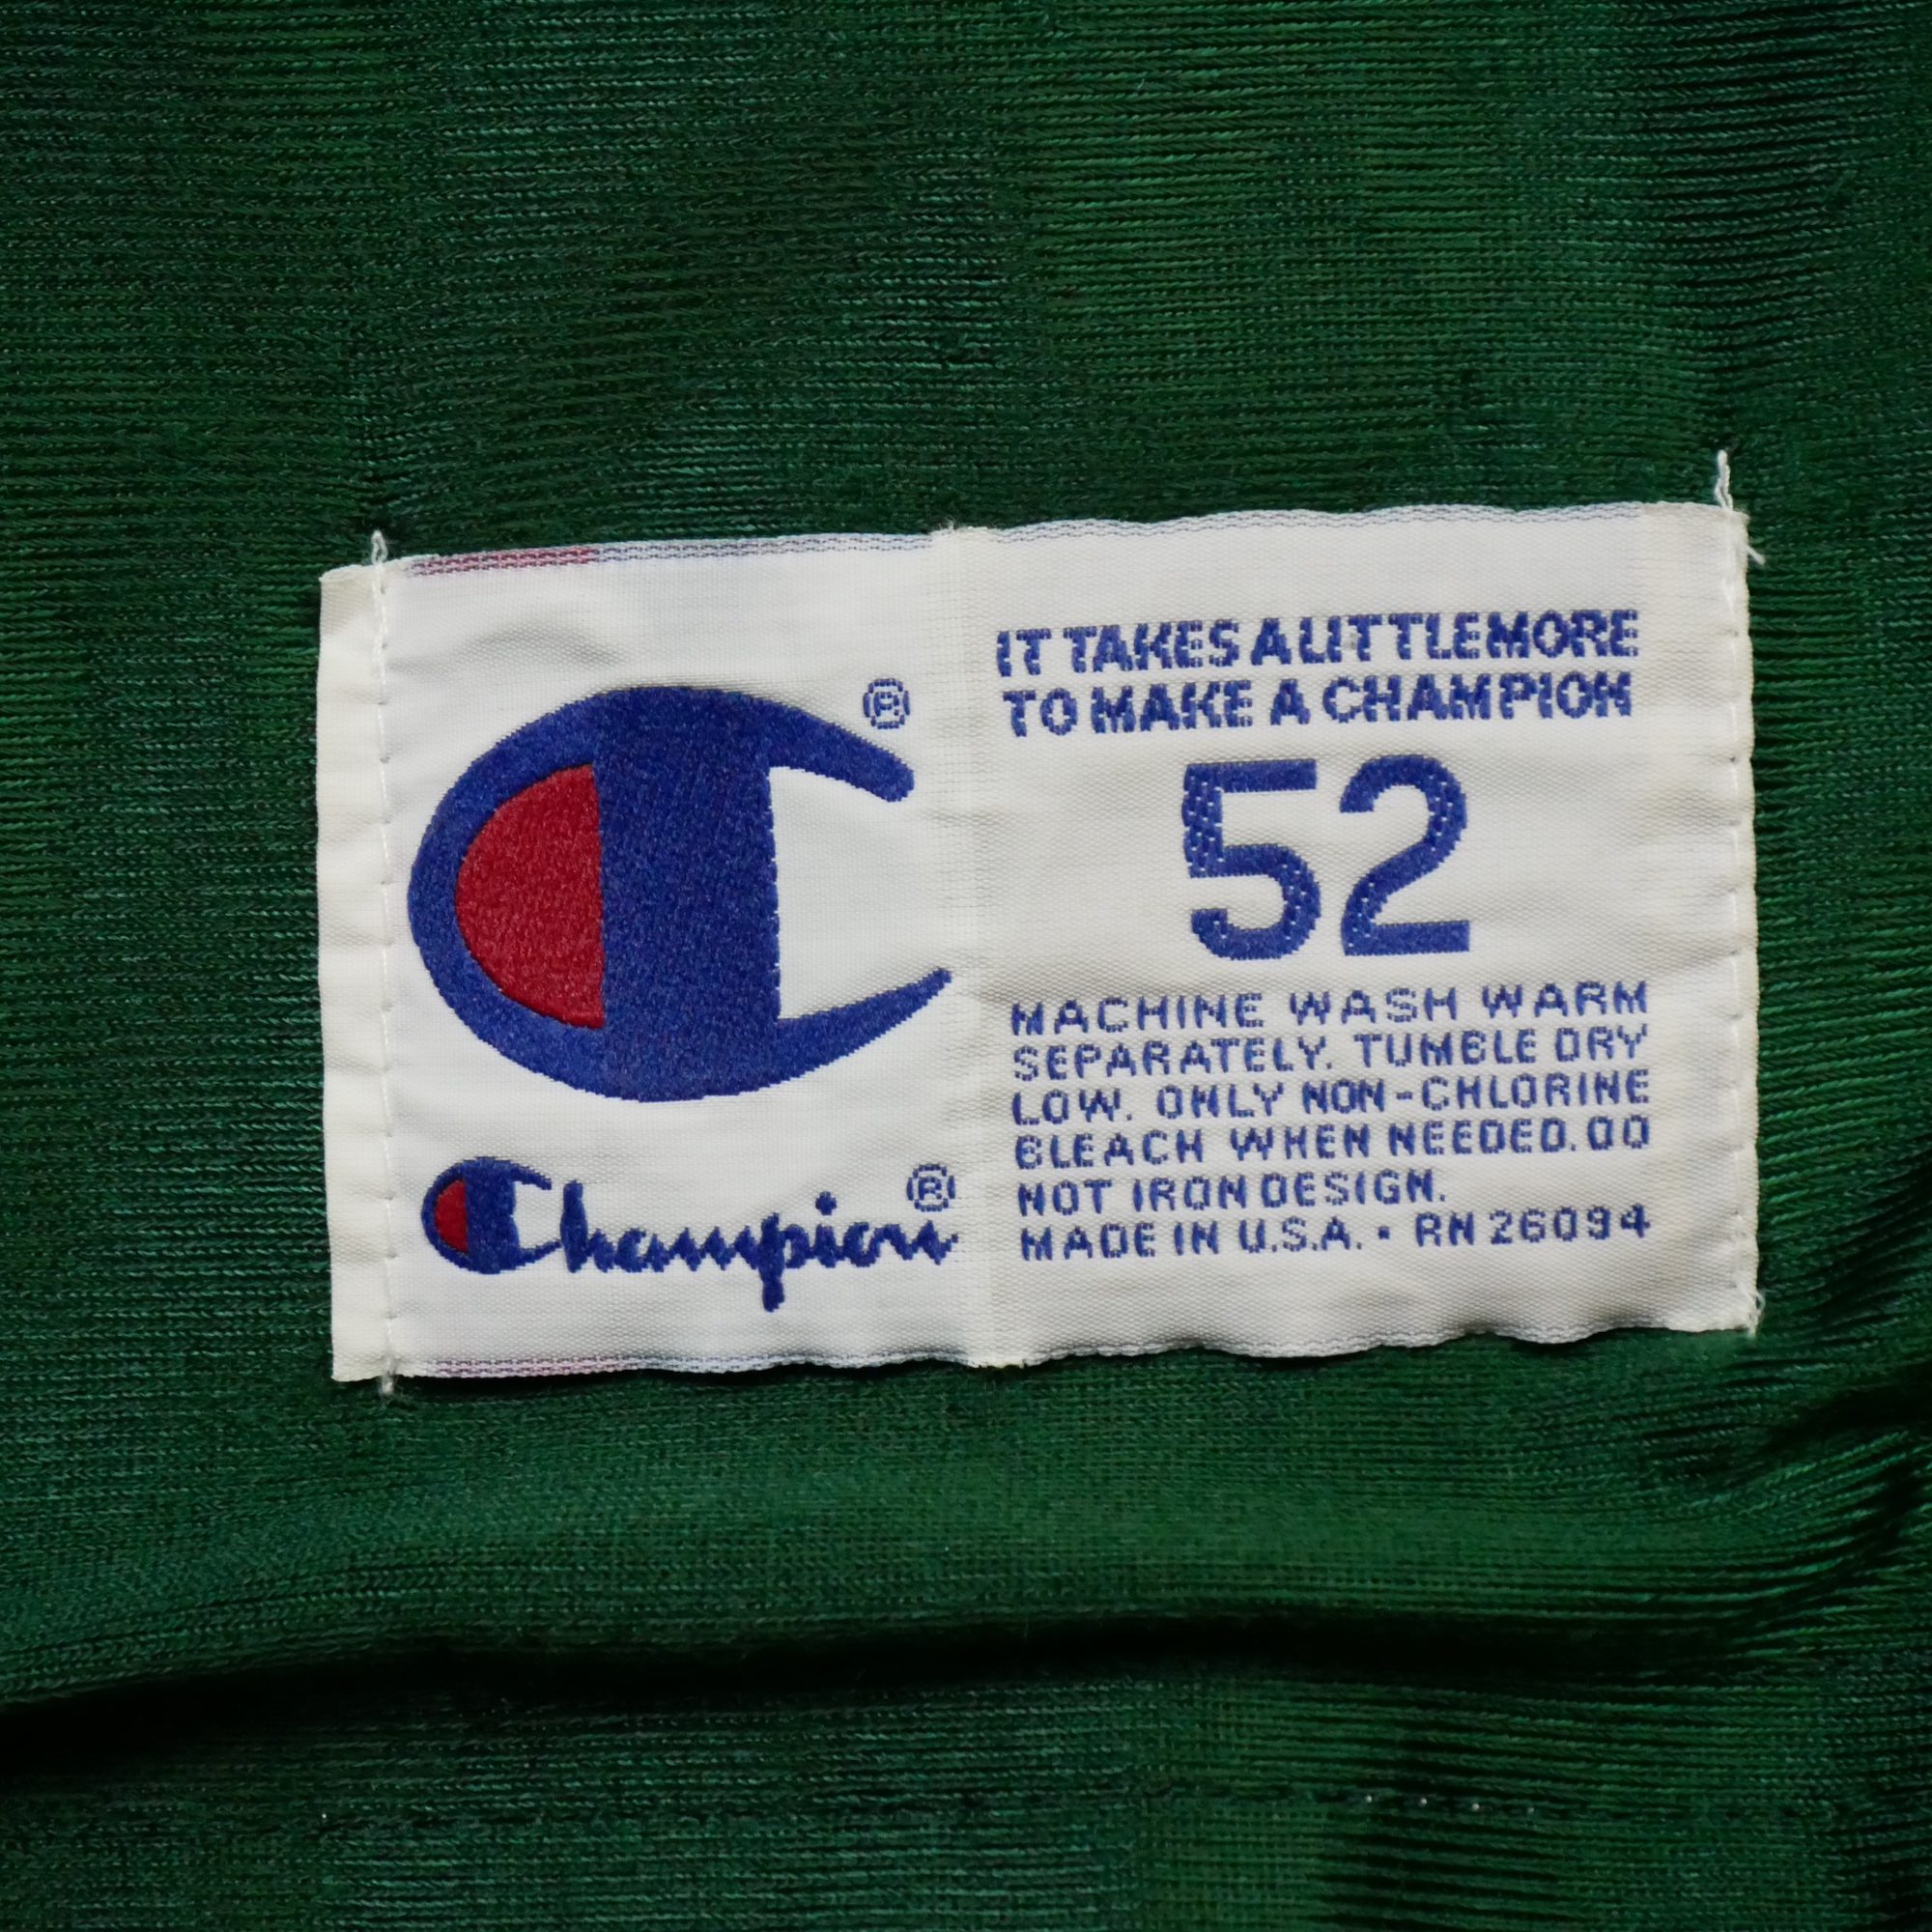 ®
Champion®
IT TAKES A LITTLE MORE
TO MAKE A CHAMPION
52
MACHINE WASH WARM
SEPARATELY. TUMBLE DRY
LOW. ONLY NON-CHLORINE
BLEACH WHEN NEEDED. DO
NOT IRON DESIGN.
MADE IN U.S.A. • RN 26094